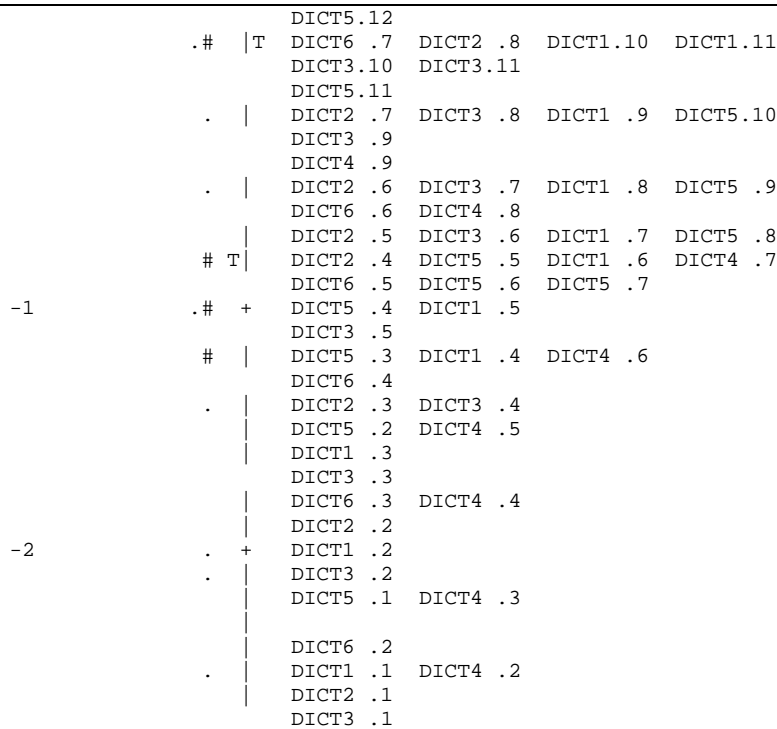 DICT5.12
              .#  |T  DICT6 .7  DICT2 .8  DICT1.10  DICT1.11
                      DICT3.10  DICT3.11
                      DICT5.11
               .  |   DICT2 .7  DICT3 .8  DICT1 .9  DICT5.10
                      DICT3 .9
                      DICT4 .9
               .  |   DICT2 .6  DICT3 .7  DICT1 .8  DICT5 .9
                      DICT6 .6  DICT4 .8
                  |   DICT2 .5  DICT3 .6  DICT1 .7  DICT5 .8
               # T|   DICT2 .4  DICT5 .5  DICT1 .6  DICT4 .7
                      DICT6 .5  DICT5 .6  DICT5 .7
-1            .#  +   DICT5 .4  DICT1 .5
                      DICT3 .5
               #  |   DICT5 .3  DICT1 .4  DICT4 .6
                      DICT6 .4
               .  |   DICT2 .3  DICT3 .4
                  |   DICT5 .2  DICT4 .5
                  |   DICT1 .3
                      DICT3 .3
                  |   DICT6 .3  DICT4 .4
                  |   DICT2 .2
-2             .  +   DICT1 .2
               .  |   DICT3 .2
                  |   DICT5 .1  DICT4 .3
                  |
                  |   DICT6 .2
               .  |   DICT1 .1  DICT4 .2
                  |   DICT2 .1
                      DICT3 .1